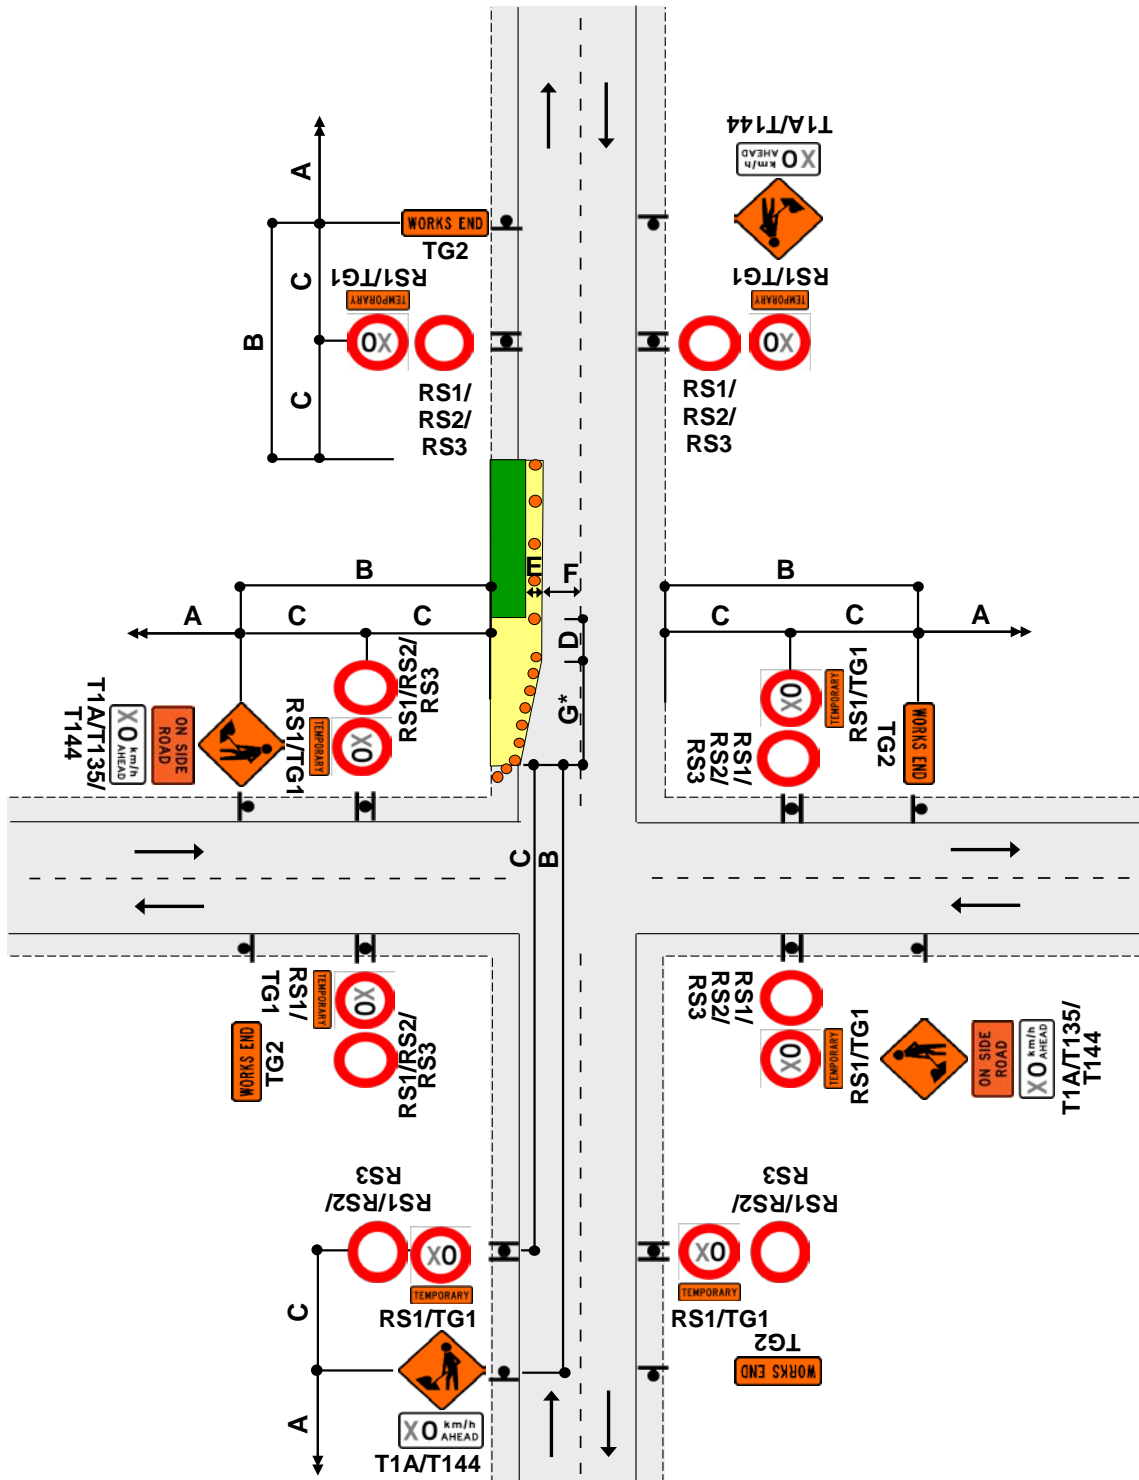 T1A/T144
X0 km/h
AHEAD
A
WORKS END
TG2
C
RS1/TG1
TEMPORARY
X0
RS1/TG1
TEMPORARY
X0
B
C
RS1/
RS2/
RS3
RS1/
RS2/
RS3
E
F
B
A
C
C
D
G*
B
C
C
A
T1A/T135/
T144
X0 km/h
AHEAD
ON SIDE
ROAD
RS1/TG1
TEMPORARY
X0
RS1/RS2/
RS3
X0
TEMPORARY
RS1/TG1
RS1/
RS2/
RS3
TG2
WORKS END
C
B
TG1
RS1/
TEMPORARY
X0
RS1/RS2/
RS3
WORKS END
TG2
RS1/
RS2/
RS3
X0
TEMPORARY
RS1/TG1
ON SIDE
ROAD
X0 km/h
AHEAD
T1A/T135/
T144
RS1/RS2/
RS3
X0
TEMPORARY
RS1/TG1
RS1/RS2/
RS3
X0
TEMPORARY
RS1/TG1
C
TG2
WORKS END
A
X0 km/h
AHEAD
T1A/T144